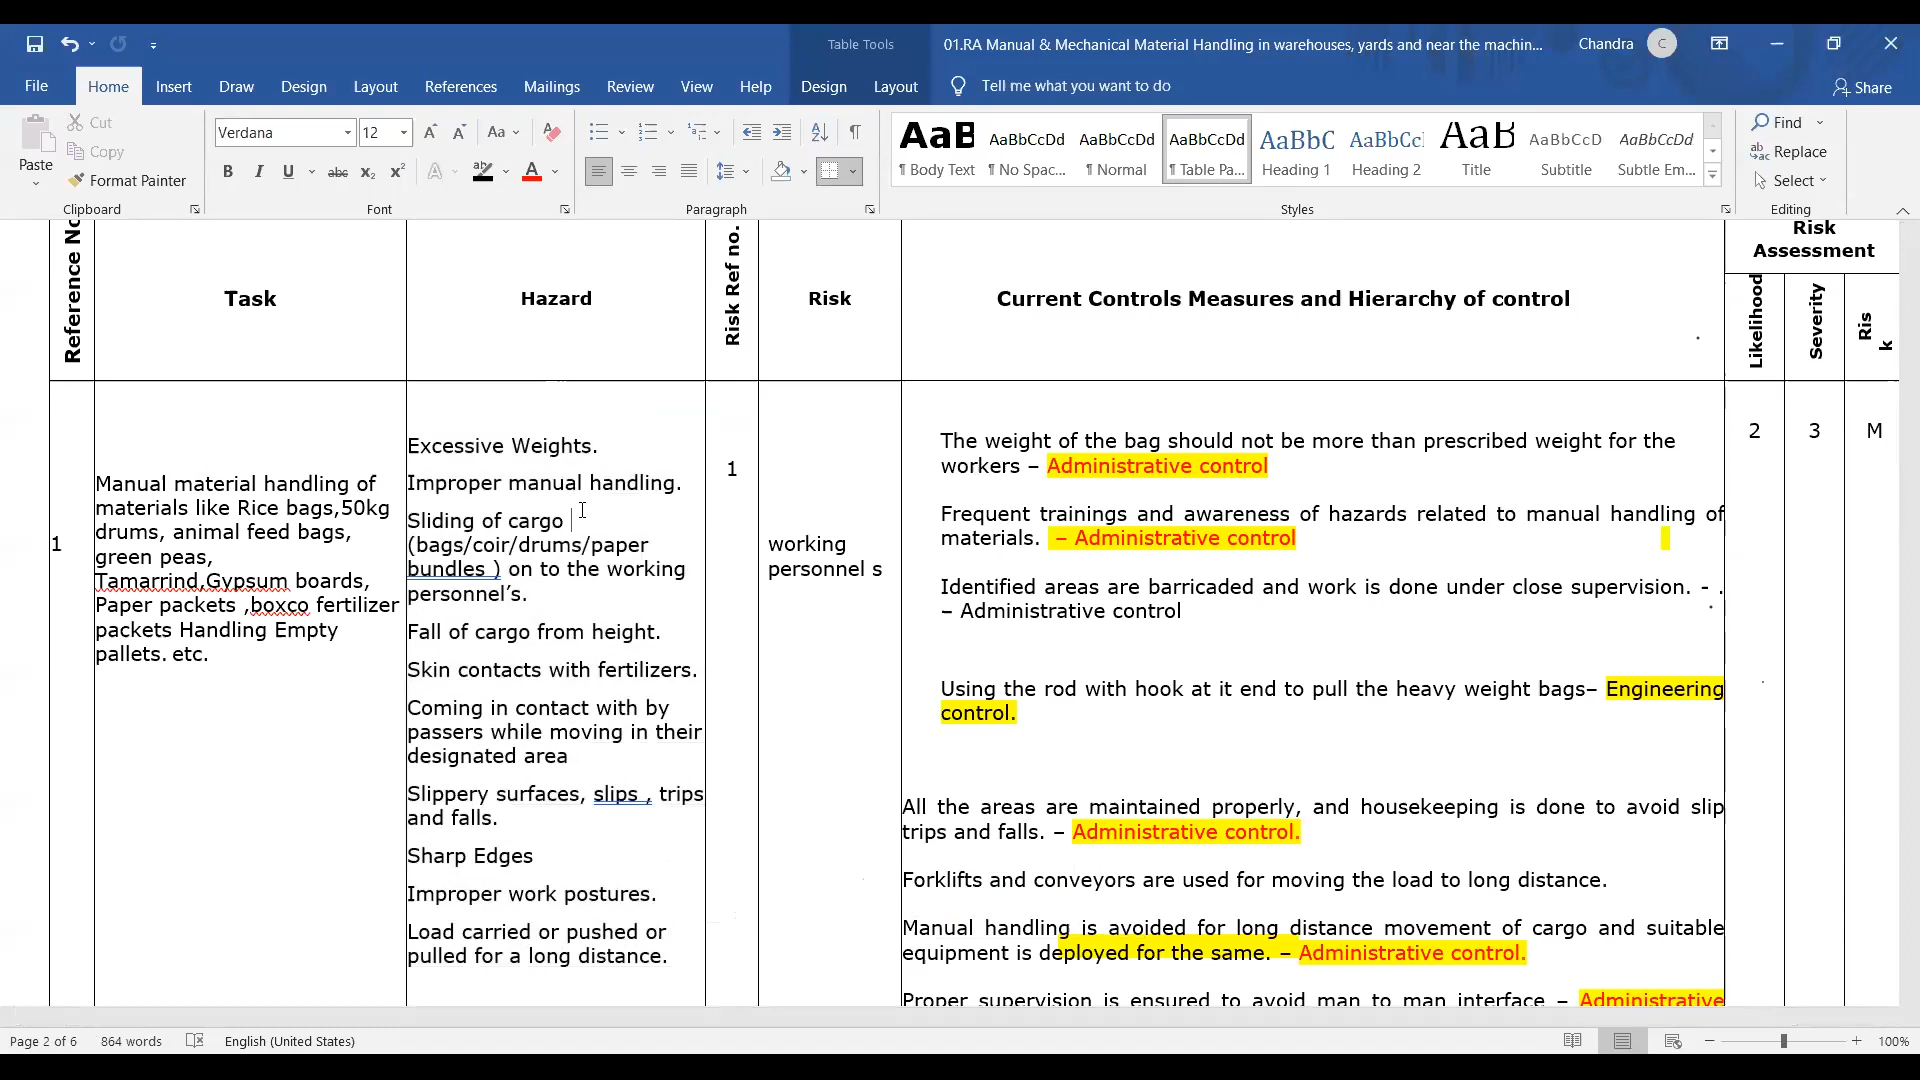 Table Tools
01.RA Manual & Mechanical Material Handling in warehouses, yards and near the machin...
Chandra
C
File
Home
Insert
Draw
Design
Layout
References
Mailings
Review
View
Help
Design
Layout
Tell me what you want to do
Share
Paste
Cut
Copy
Format Painter
Clipboard
Verdana
12
Aa
B I U abc x₂ x²
A
Font
Paragraph
AaB
¶ Body Text
AaBbCcDd
¶ No Spac...
AaBbCcDd
¶ Normal
AaBbCcDd
¶ Table Pa...
AaBbC
Heading 1
AaBbCc
Heading 2
AaB
Title
AaBbCcD
Subtitle
AaBbCcDd
Subtle Em...
Styles
Find
Replace
Select
Editing
Reference No
Task
Hazard
Risk Ref no.
Risk
Current Controls Measures and Hierarchy of control
Risk
Assessment
Likelihood
Severity
Ris
k
1
Manual material handling of
materials like Rice bags,50kg
drums, animal feed bags,
green peas,
Tamarrind,Gypsum boards,
Paper packets ,boxco fertilizer
packets Handling Empty
pallets. etc.
Excessive Weights.
Improper manual handling.
Sliding of cargo
(bags/coir/drums/paper
bundles ) on to the working
personnel’s.
Fall of cargo from height.
Skin contacts with fertilizers.
Coming in contact with by
passers while moving in their
designated area
Slippery surfaces, slips , trips
and falls.
Sharp Edges
Improper work postures.
Load carried or pushed or
pulled for a long distance.
1
working
personnel s
The weight of the bag should not be more than prescribed weight for the
workers – Administrative control
Frequent trainings and awareness of hazards related to manual handling of
materials. – Administrative control
Identified areas are barricaded and work is done under close supervision. - .
– Administrative control
Using the rod with hook at it end to pull the heavy weight bags– Engineering
control.
All the areas are maintained properly, and housekeeping is done to avoid slip
trips and falls. – Administrative control.
Forklifts and conveyors are used for moving the load to long distance.
Manual handling is avoided for long distance movement of cargo and suitable
equipment is deployed for the same. – Administrative control.
Proper supervision is ensured to avoid man to man interface – Administrative
2
3
M
Page 2 of 6
864 words
English (United States)
100%